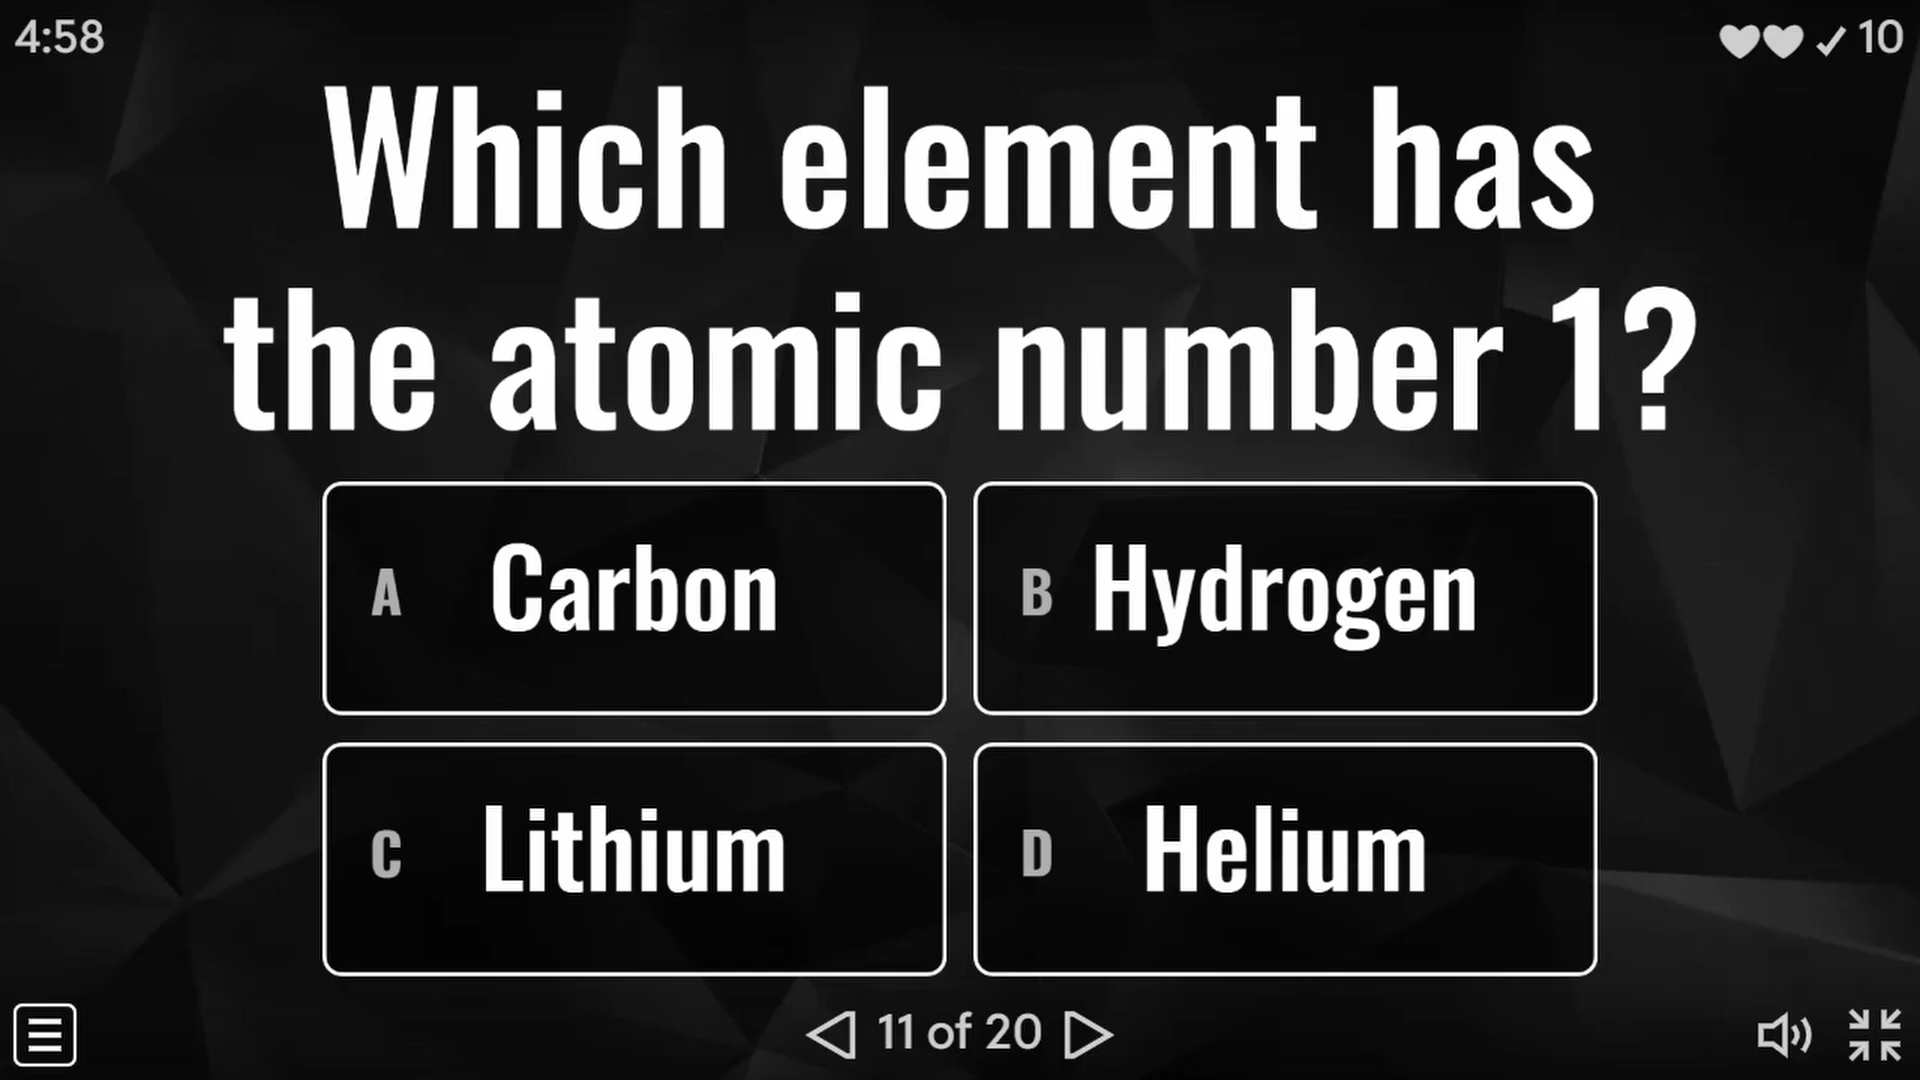 4:58
10
Which element has
the atomic number 1?
A Carbon
B Hydrogen
C Lithium
D Helium
11 of 20